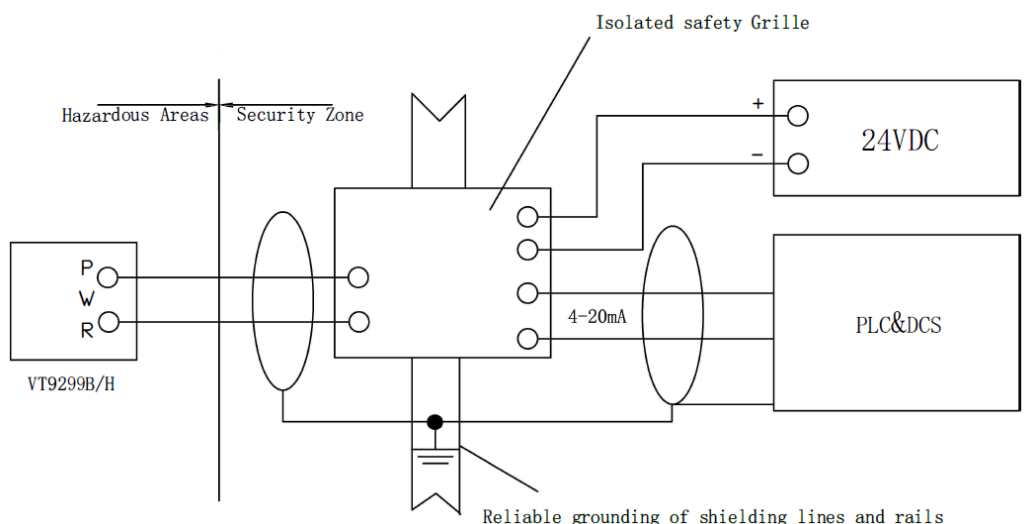 Isolated safety Grille
Hazardous Areas
Security Zone
+
-
24VDC
P
W
R
VT9299B/H
4-20mA
PLC&DCS
Reliable grounding of shielding lines and rails